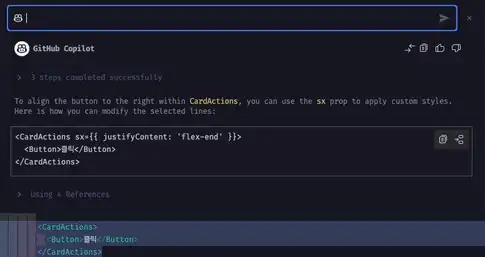 GitHub Copilot
3 steps completed successfully
To align the button to the right within CardActions, you can use the sx prop to apply custom styles.
Here is how you can modify the selected lines:
<CardActions sx={{ justifyContent: 'flex-end' }}>
<Button>클릭</Button>
</CardActions>
Using 4 References
<CardActions>
<Button>클릭</Button>
</CardActions>